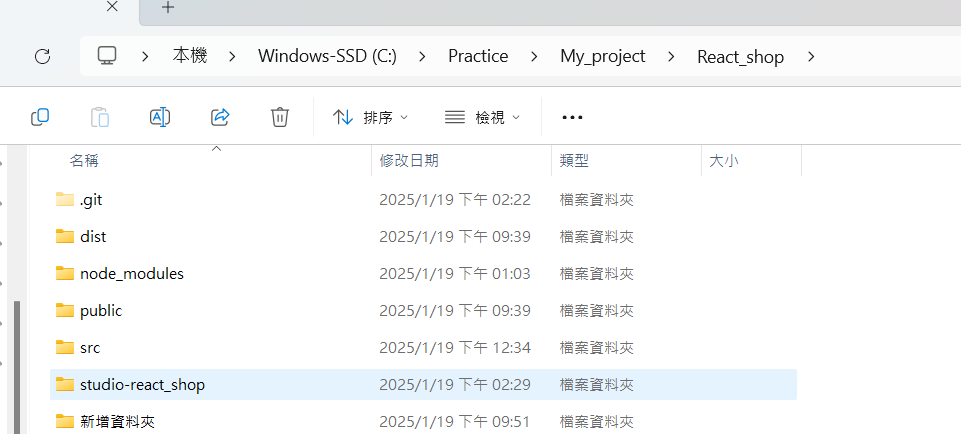 本機 Windows-SSD (C:) Practice My_project React_shop
排序 檢視
名稱 修改日期 類型 大小
.git 2025/1/19 下午 02:22 檔案資料夾
dist 2025/1/19 下午 09:39 檔案資料夾
node_modules 2025/1/19 下午 01:03 檔案資料夾
public 2025/1/19 下午 09:39 檔案資料夾
src 2025/1/19 下午 12:34 檔案資料夾
studio-react_shop 2025/1/19 下午 02:29 檔案資料夾
新增資料夾 2025/1/19 下午 09:51 檔案資料夾